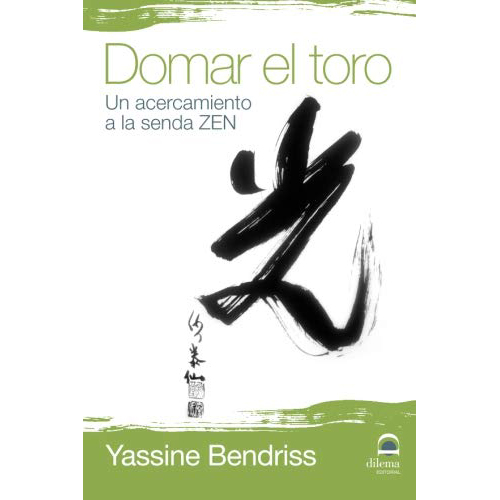 Domar el toro
Un acercamiento
a la senda ZEN
光
Yassine Bendriss
dilema
EDITORIAL